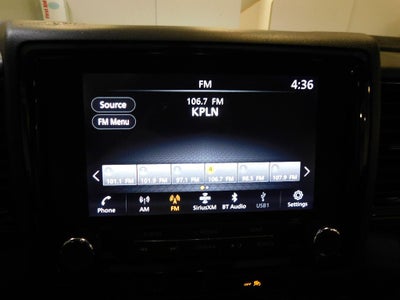 FM 4:36
Source
106.7 FM
KPLN
FM Menu
101.1 FM 101.9 FM 97.1 FM 106.7 FM 98.5 FM 107.9 FM
Phone AM FM SiriusXM BT Audio USB1 Settings